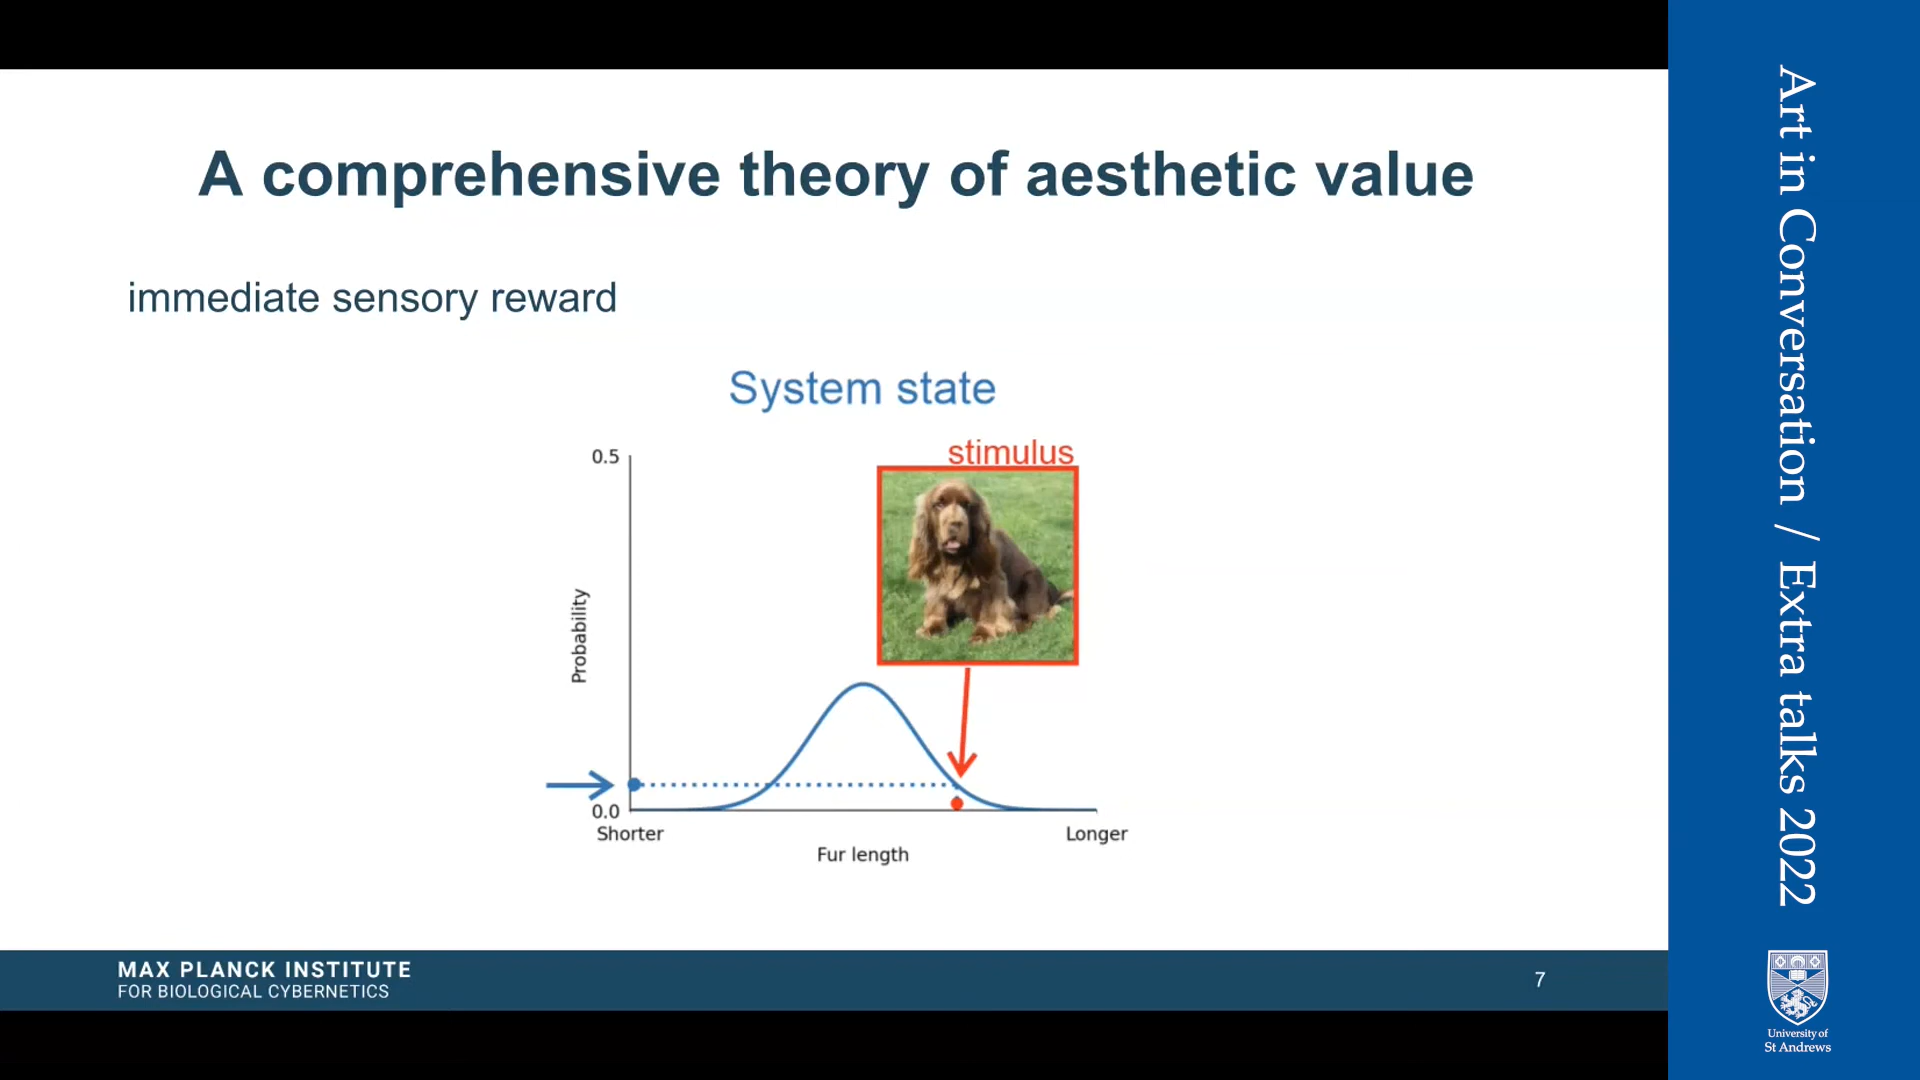 A comprehensive theory of aesthetic value
immediate sensory reward
System state
stimulus
0.5
Probability
0.0
Shorter
Longer
Fur length
MAX PLANCK INSTITUTE
FOR BIOLOGICAL CYBERNETICS
7
Art in Conversation / Extra talks 2022
University of
St Andrews